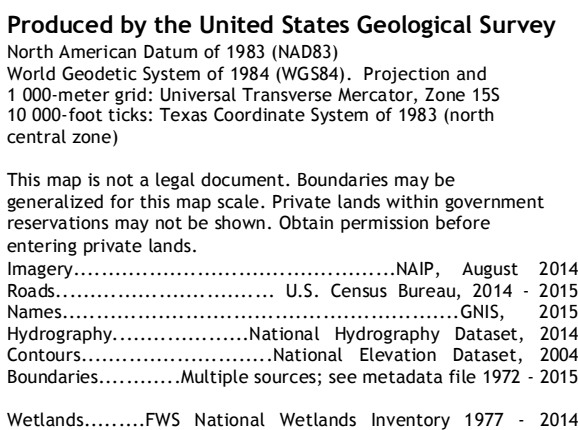 Produced by the United States Geological Survey
North American Datum of 1983 (NAD83)
World Geodetic System of 1984 (WGS84). Projection and
1 000-meter grid: Universal Transverse Mercator, Zone 15S
10 000-foot ticks: Texas Coordinate System of 1983 (north
central zone)
This map is not a legal document. Boundaries may be
generalized for this map scale. Private lands within government
reservations may not be shown. Obtain permission before
entering private lands.
Imagery..............................................NAIP, August 2014
Roads............................... U.S. Census Bureau, 2014 - 2015
Names.........................................................GNIS, 2015
Hydrography....................National Hydrography Dataset, 2014
Contours...........................National Elevation Dataset, 2004
Boundaries............Multiple sources; see metadata file 1972 - 2015
Wetlands.........FWS National Wetlands Inventory 1977 - 2014